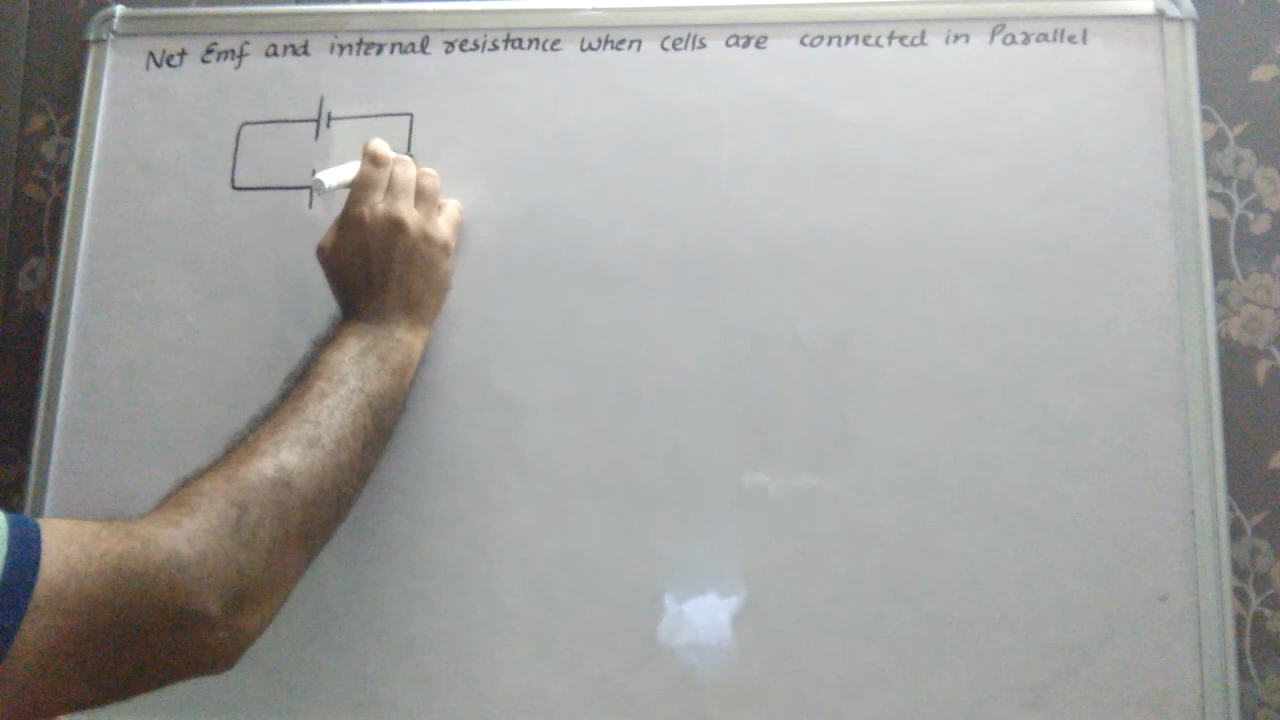 Net Emf and internal resistance when cells are connected in Parallel